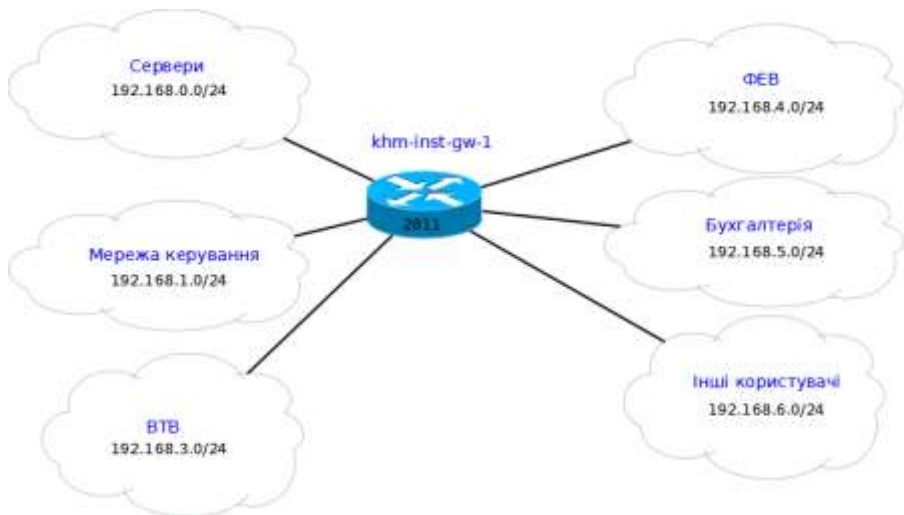 Сервери
192.168.0.0/24
ФЕВ
192.168.4.0/24
khm-inst-gw-1
2811
Мережа керування
192.168.1.0/24
Бухгалтерія
192.168.5.0/24
ВТВ
192.168.3.0/24
Інші користувачі
192.168.6.0/24